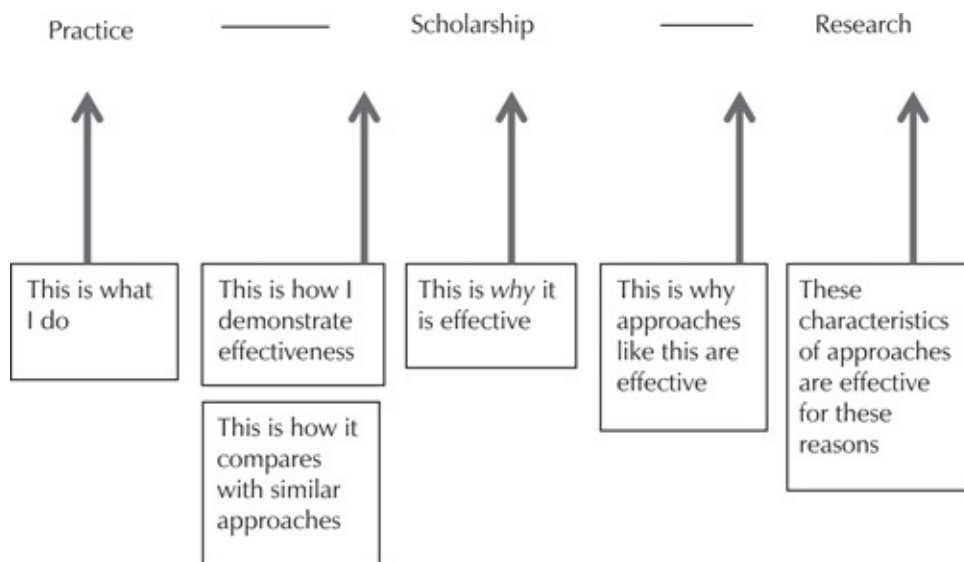 Practice
Scholarship
Research
This is what
I do
This is how I
demonstrate
effectiveness
This is how it
compares
with similar
approaches
This is why it
is effective
This is why
approaches
like this are
effective
These
characteristics
of approaches
are effective
for these
reasons